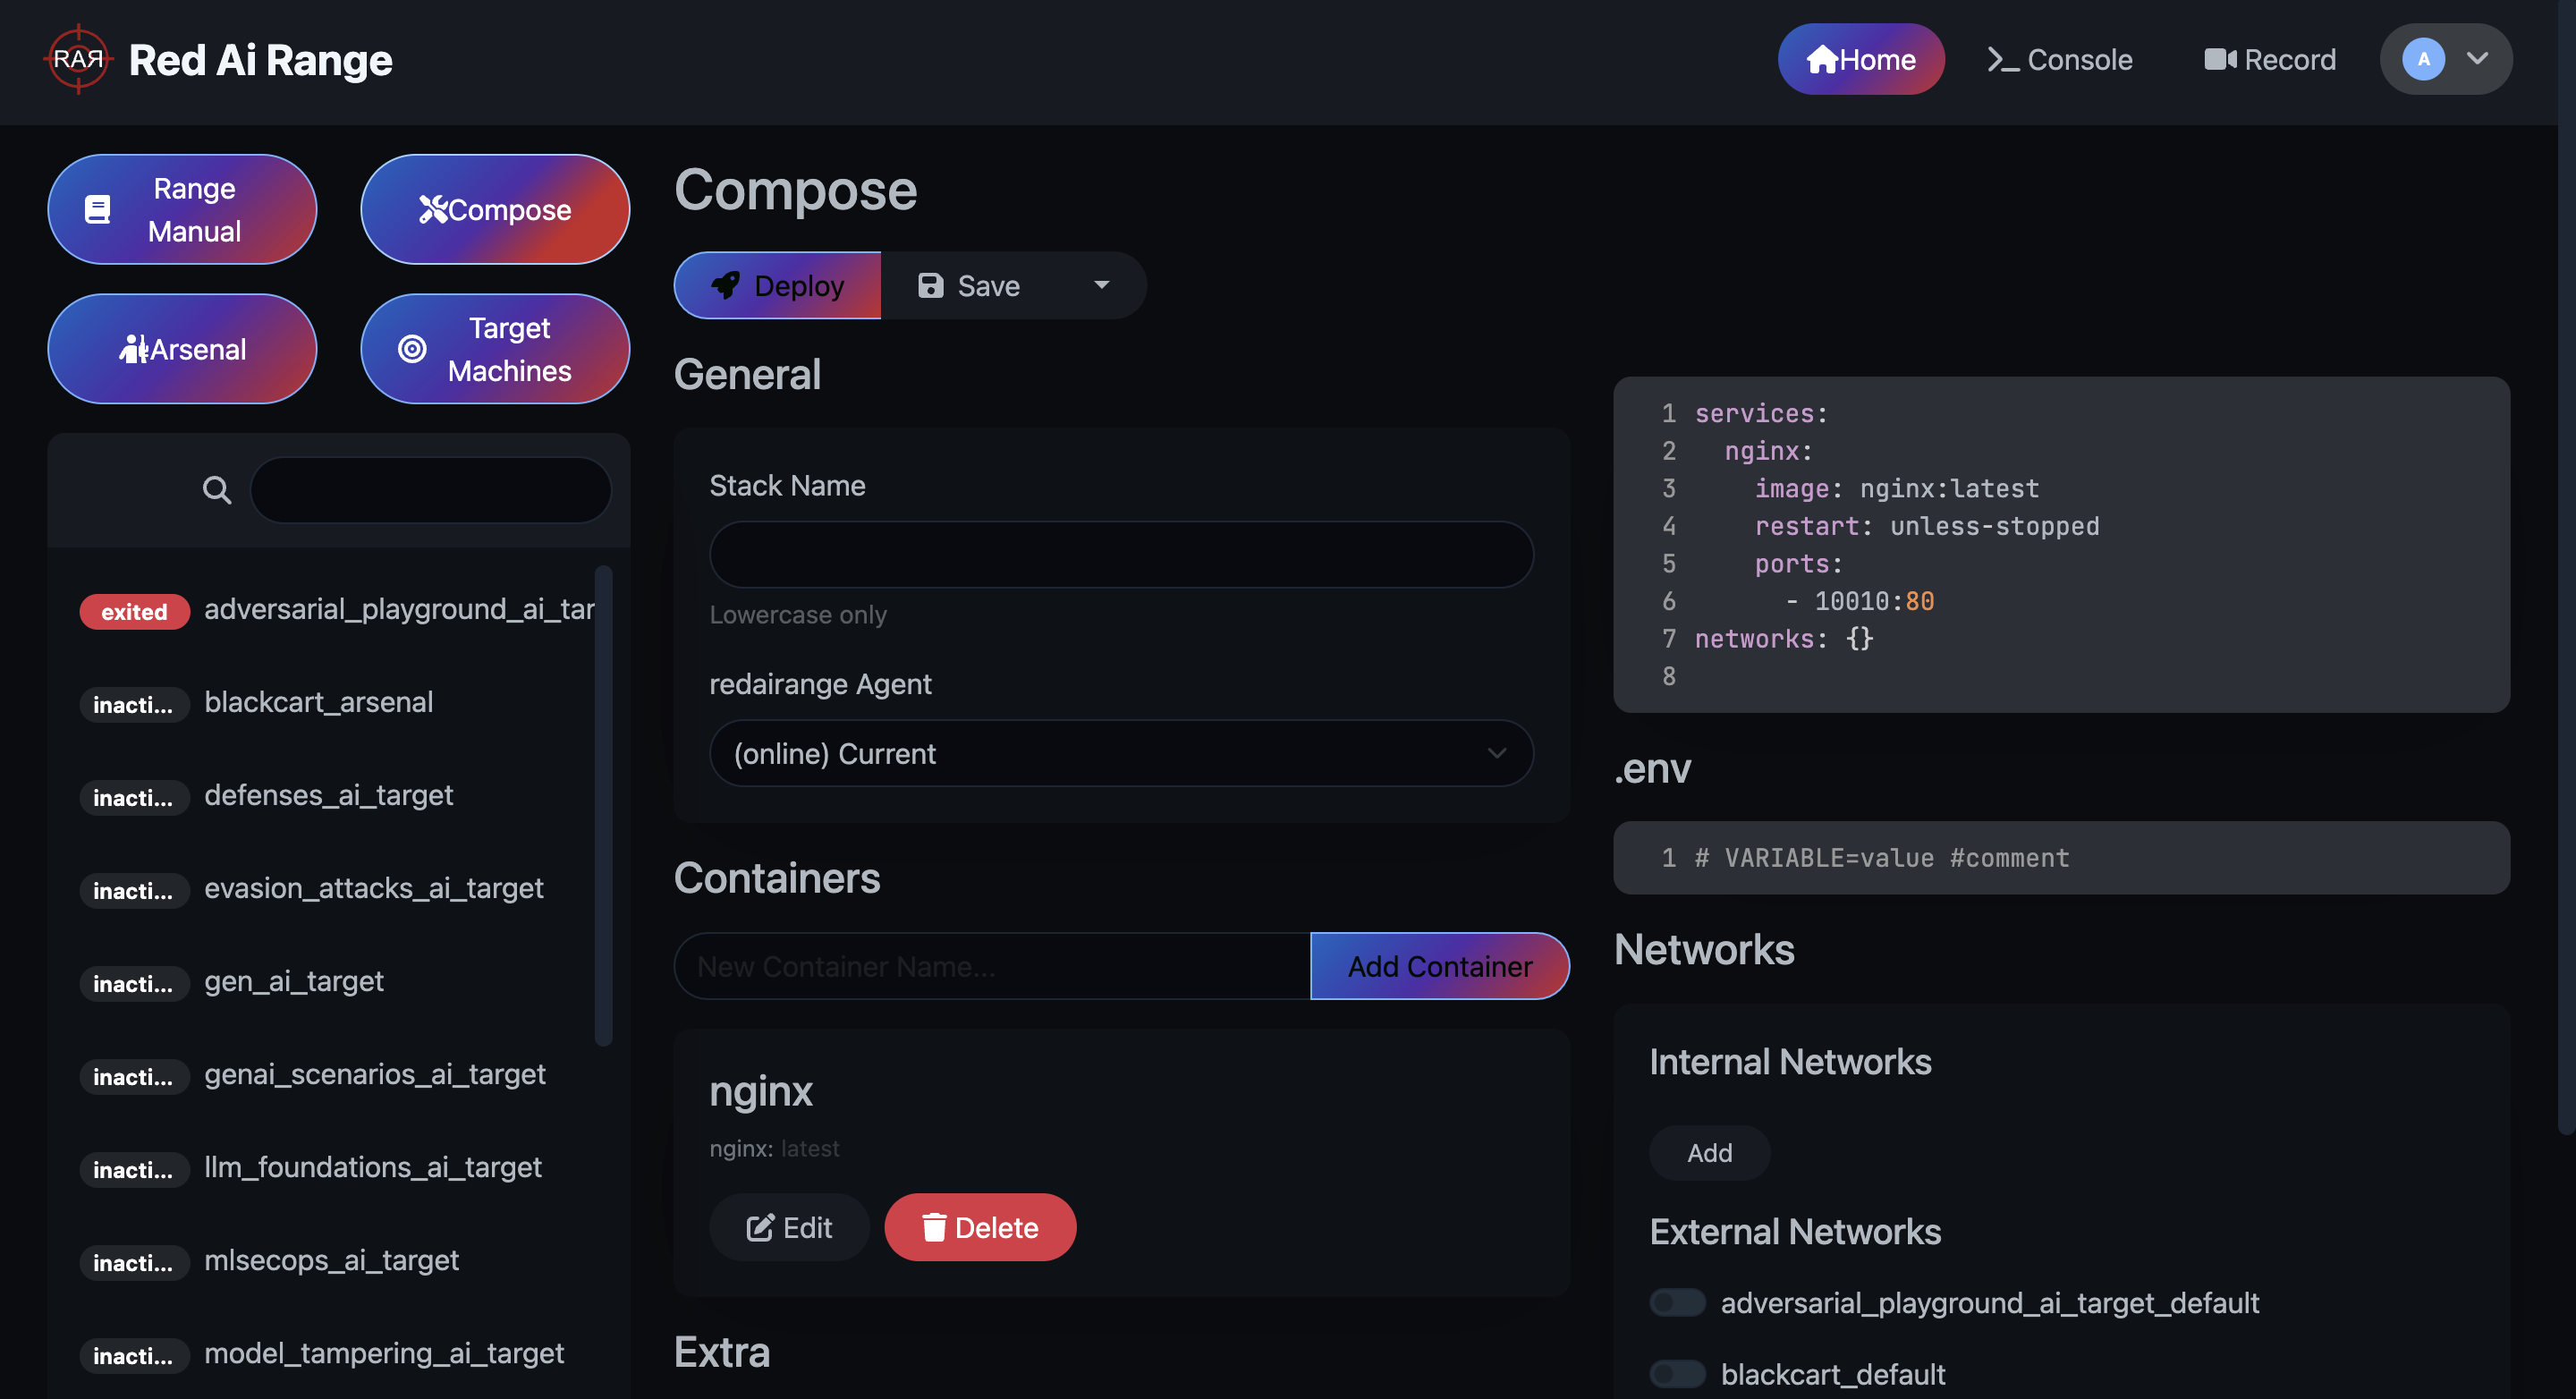 RAR Red Ai Range
Home
Console
Record
A
Range
Manual
Compose
Arsenal
Target
Machines
exited adversarial_playground_ai_tar
inacti... blackcart_arsenal
inacti... defenses_ai_target
inacti... evasion_attacks_ai_target
inacti... gen_ai_target
inacti... genai_scenarios_ai_target
inacti... llm_foundations_ai_target
inacti... mlsecops_ai_target
inacti... model_tampering_ai_target
Compose
Deploy
Save
General
Stack Name
Lowercase only
redairange Agent
(online) Current
Containers
New Container Name...
Add Container
nginx
nginx: latest
Edit
Delete
Extra
1 services:
2 nginx:
3 image: nginx:latest
4 restart: unless-stopped
5 ports:
6 - 10010:80
7 networks: {}
8
.env
1 # VARIABLE=value #comment
Networks
Internal Networks
Add
External Networks
adversarial_playground_ai_target_default
blackcart_default